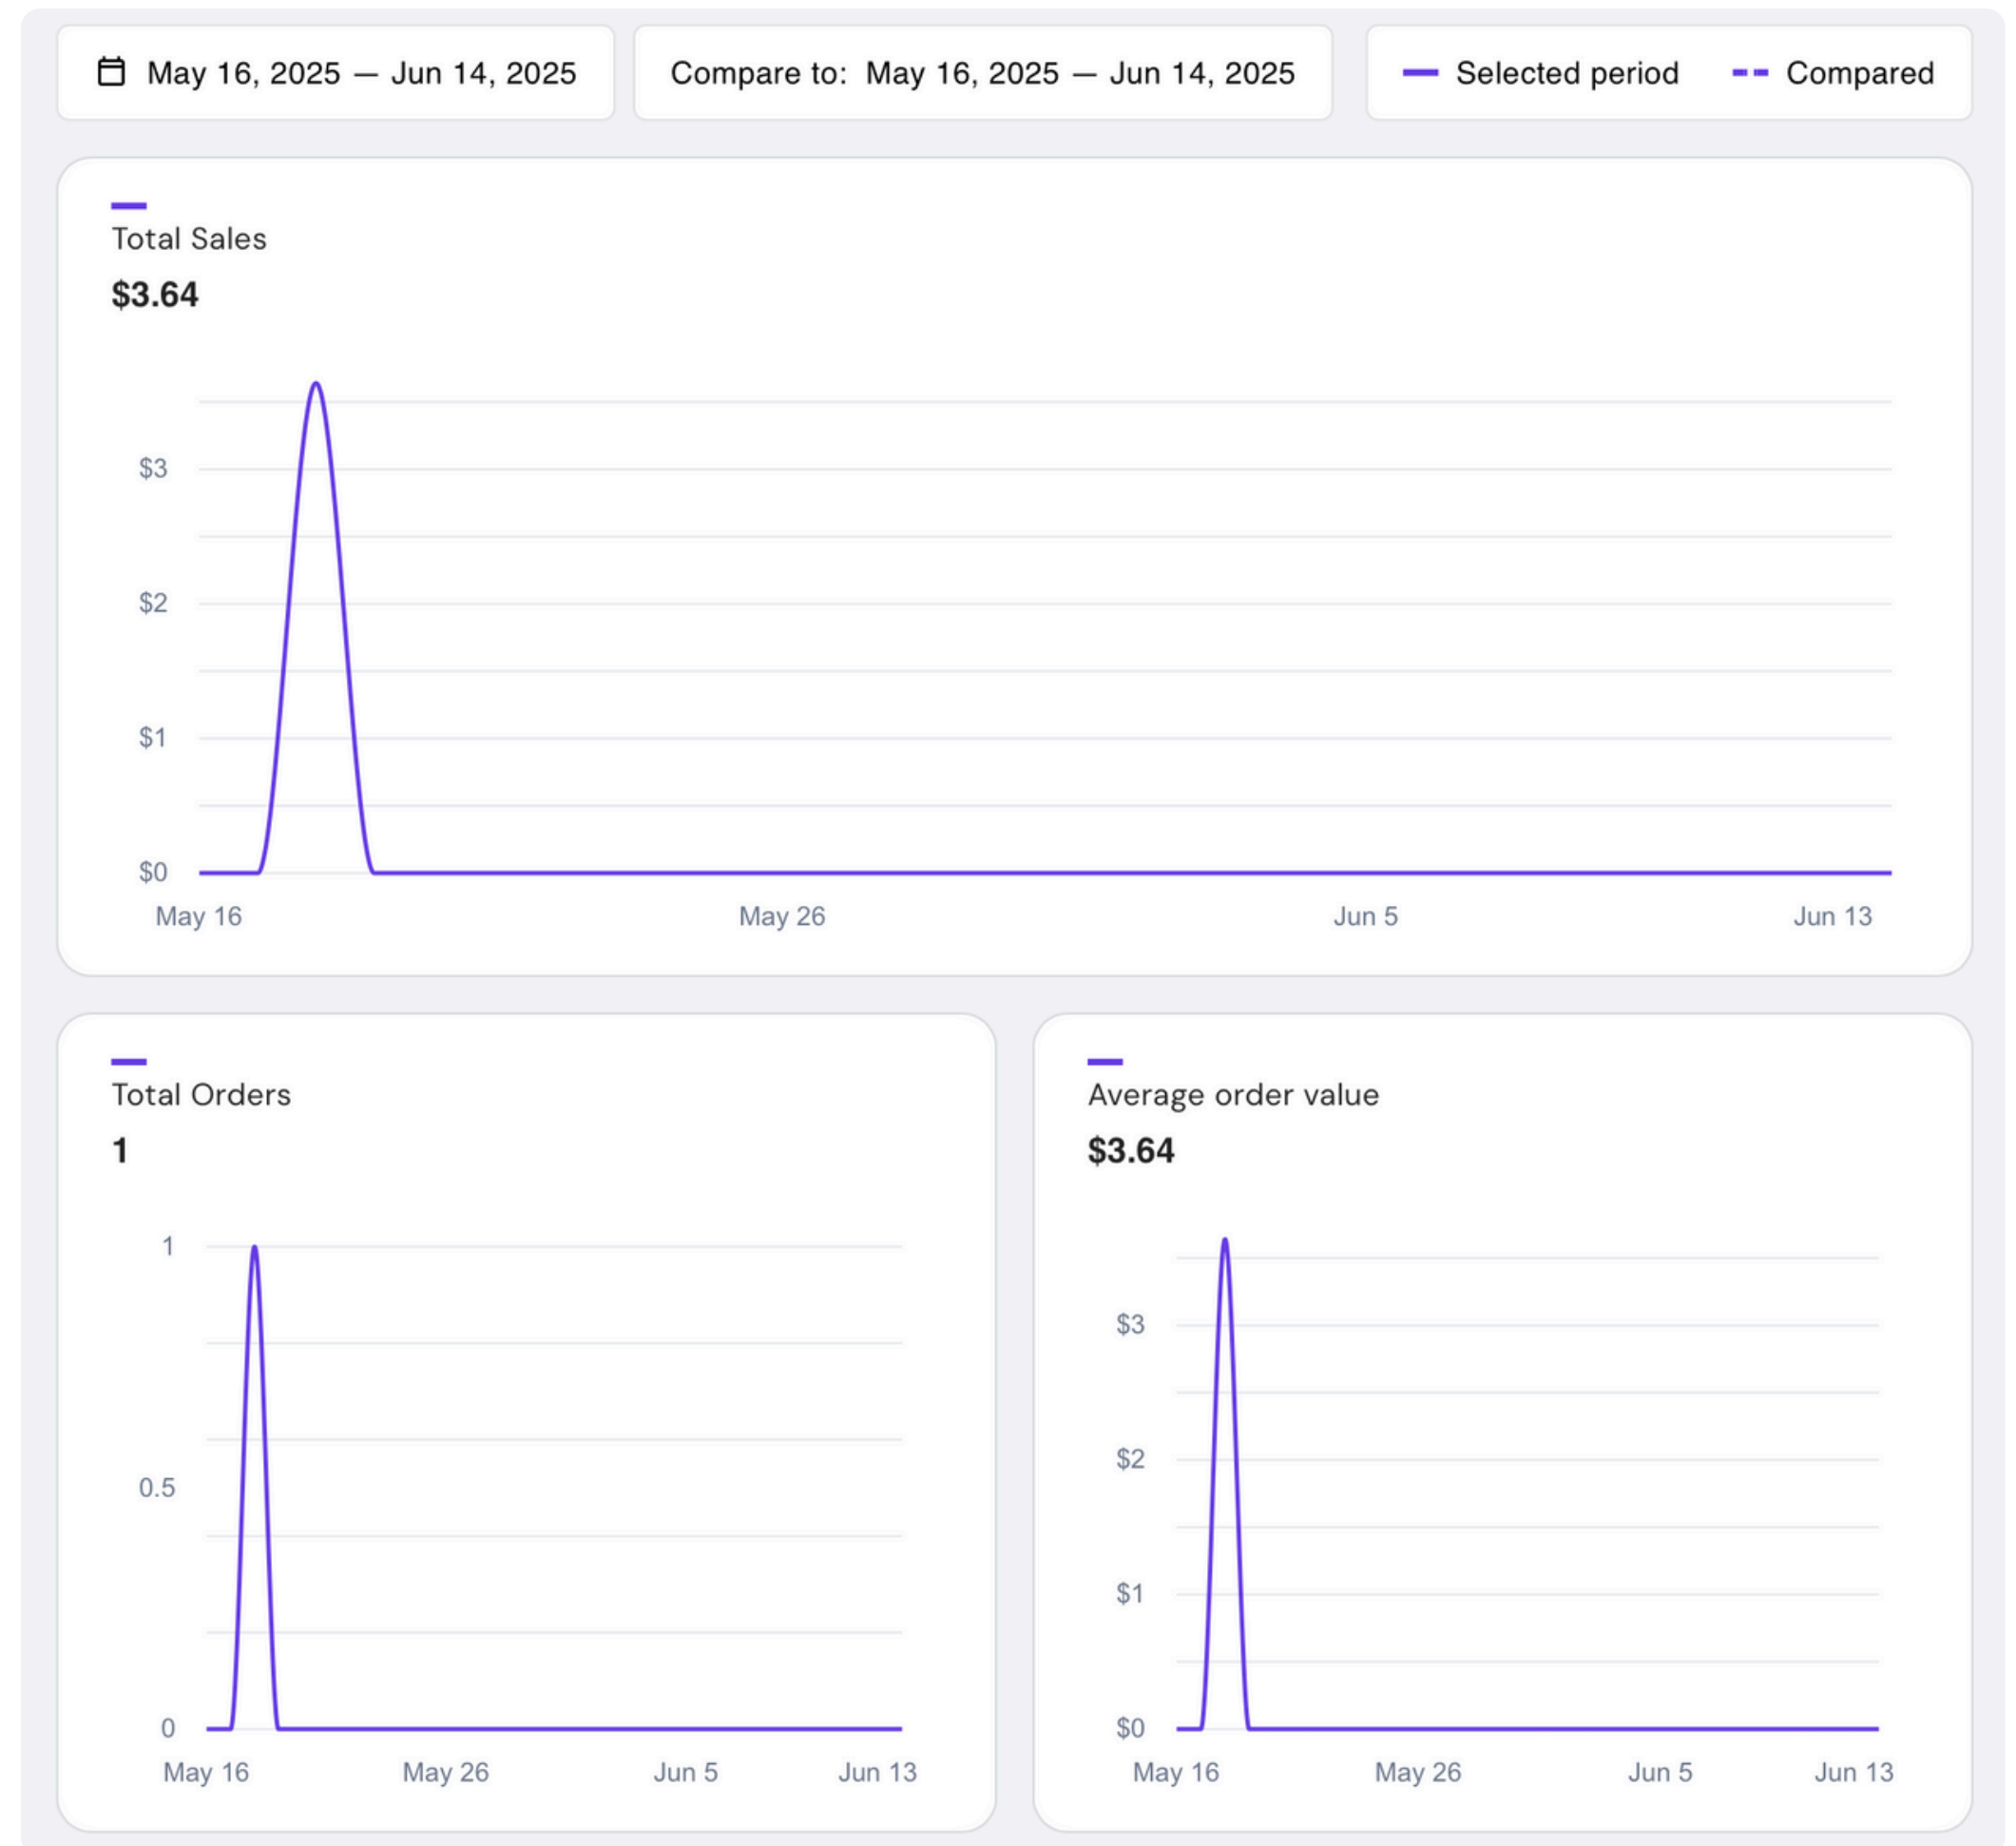 May 16, 2025 — Jun 14, 2025
Compare to: May 16, 2025 — Jun 14, 2025
Selected period
Compared
Total Sales
$3.64
$3
$2
$1
$0
May 16
May 26
Jun 5
Jun 13
Total Orders
1
1
0.5
0
May 16
May 26
Jun 5
Jun 13
Average order value
$3.64
$3
$2
$1
$0
May 16
May 26
Jun 5
Jun 13